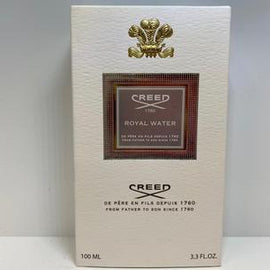 CREED
1760
ROYAL WATER
DE PÈRE EN FILS DEPUIS 1760
FROM FATHER TO SON SINCE 1760
CREED
DE PÈRE EN FILS DEPUIS 1760
FROM FATHER TO SON SINCE 1760
100 ML
3.3 FL.OZ.